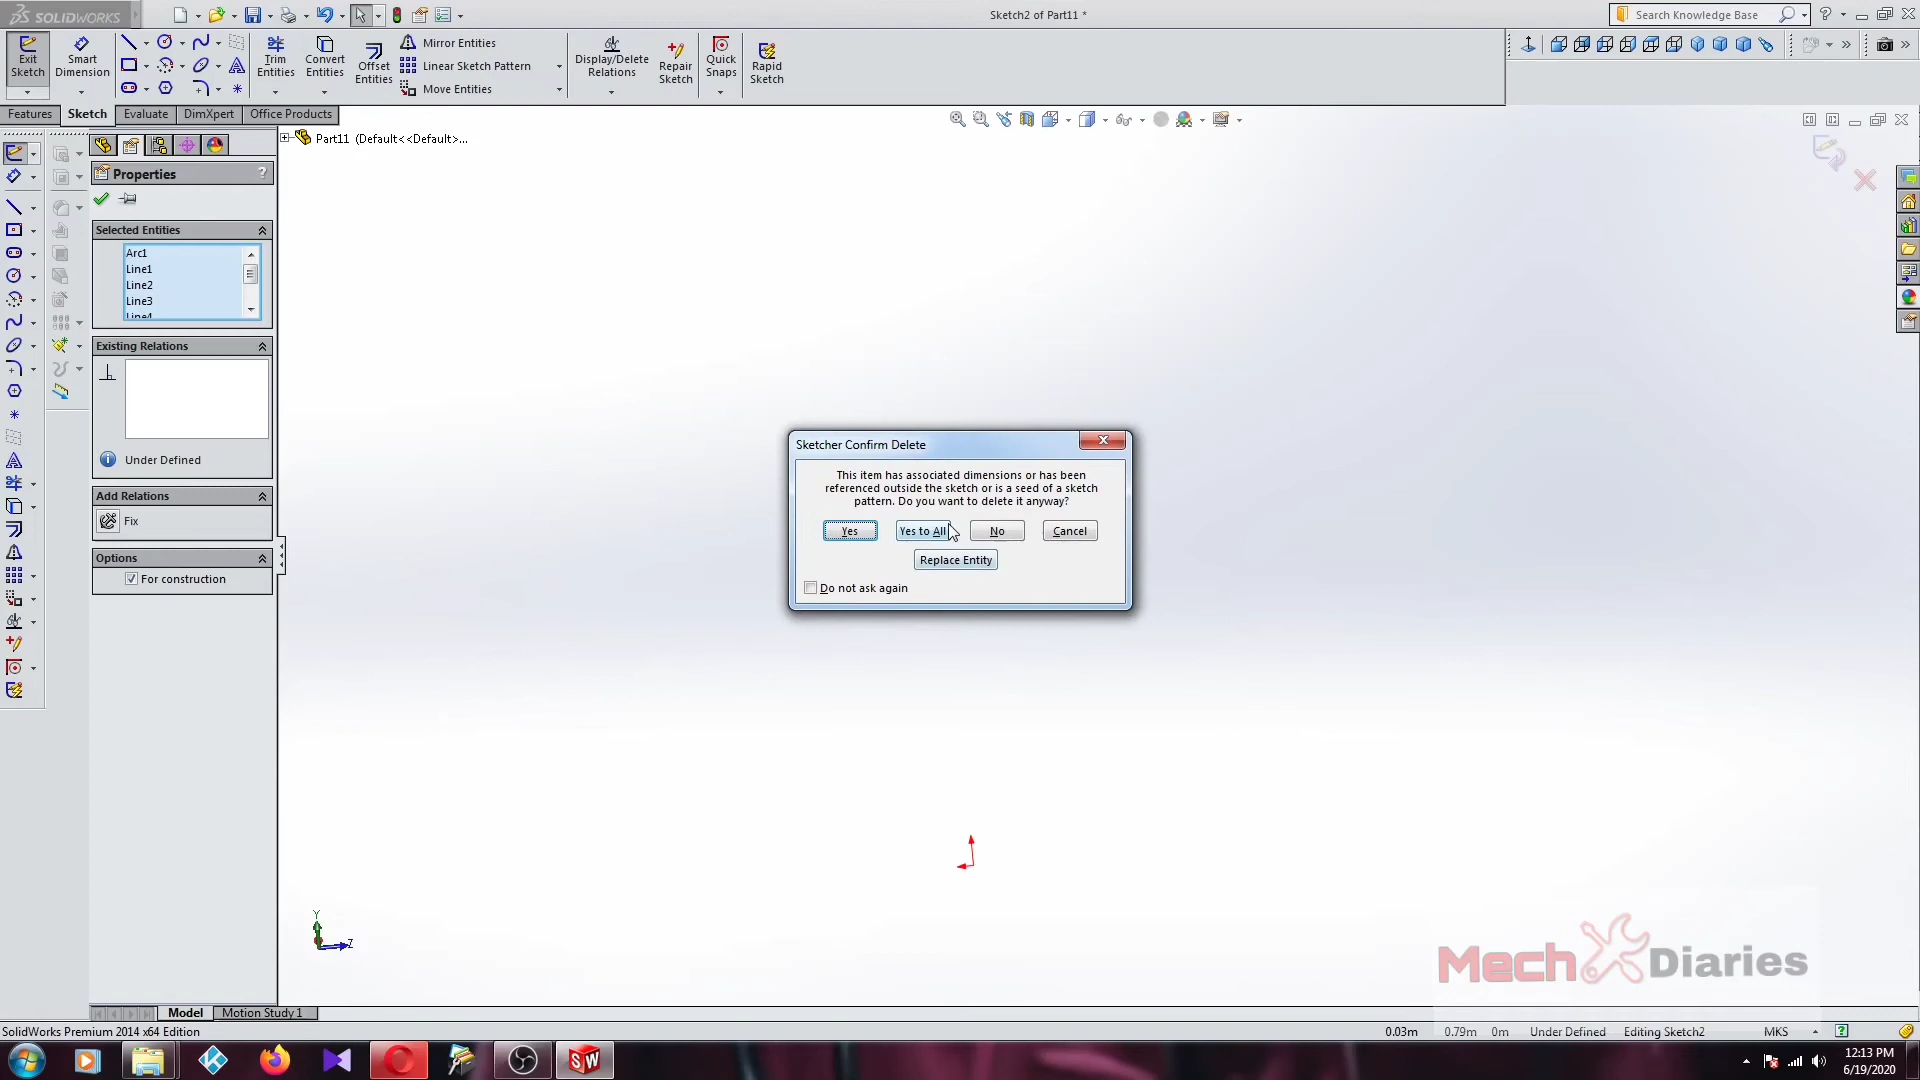 SOLIDWORKS
Sketch2 of Part11 *
Search Knowledge Base
Exit
Sketch
Smart
Dimension
Trim
Entities
Convert
Entities
Offset
Entities
Mirror Entities
Linear Sketch Pattern
Move Entities
Display/Delete
Relations
Repair
Sketch
Quick
Snaps
Rapid
Sketch
Features
Sketch
Evaluate
DimXpert
Office Products
Part11 (Default<<Default>...
Properties
?
Selected Entities
Arc1
Line1
Line2
Line3
Line4
Existing Relations
Under Defined
Add Relations
Fix
Options
For construction
Sketcher Confirm Delete
This item has associated dimensions or has been
referenced outside the sketch or is a seed of a sketch
pattern. Do you want to delete it anyway?
Yes
Yes to All
No
Cancel
Replace Entity
Do not ask again
Y
Z
Mech Diaries
Model
Motion Study 1
SolidWorks Premium 2014 x64 Edition
0.03m
0.79m
0m
Under Defined
Editing Sketch2
MKS
SW
12:13 PM
6/19/2020